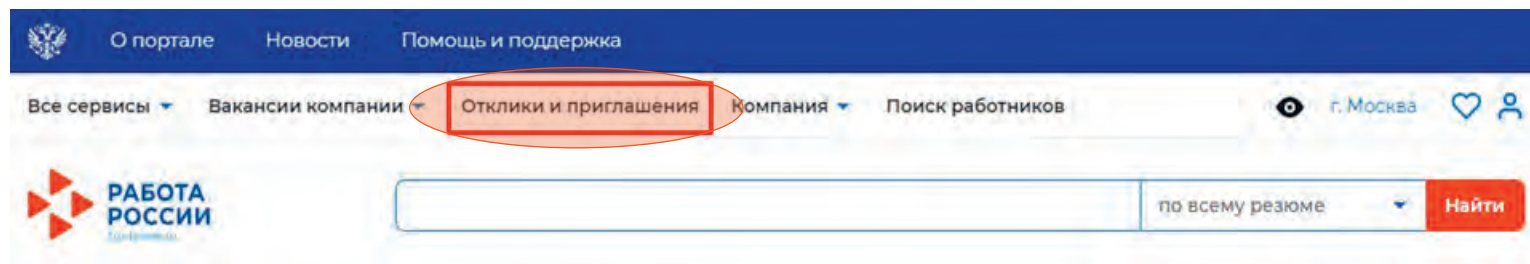 О портале Новости Помощь и поддержка
Все сервисы Вакансии компании Отклики и приглашения Компания Поиск работников г. Москва
РАБОТА
РОССИИ
по всему резюме Найти